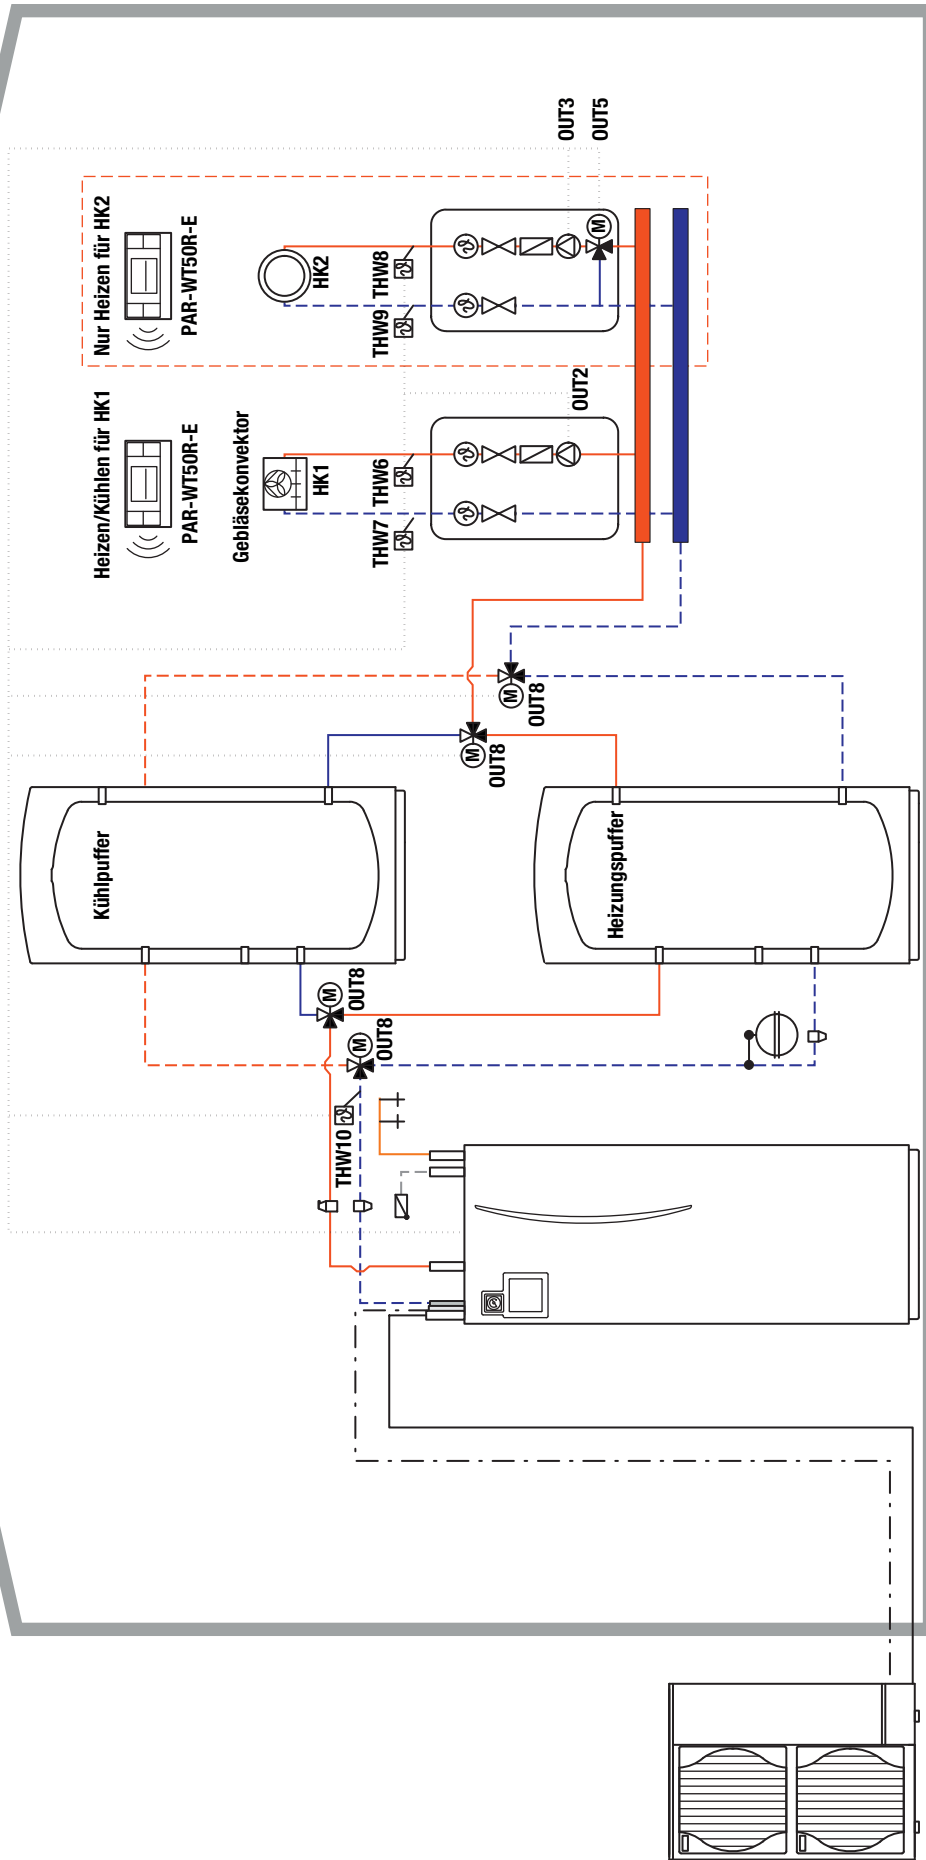 Heizen/Kühlen für HK1
Nur Heizen für HK2
PAR-WT50R-E
PAR-WT50R-E
Gebläsekonvektor
HK1
HK2
THW7
THW6
THW9
THW8
OUT2
OUT3
OUT5
Kühlpuffer
Heizungspuffer
OUT8
OUT8
OUT8
OUT8
THW10
M
M
M
M
M